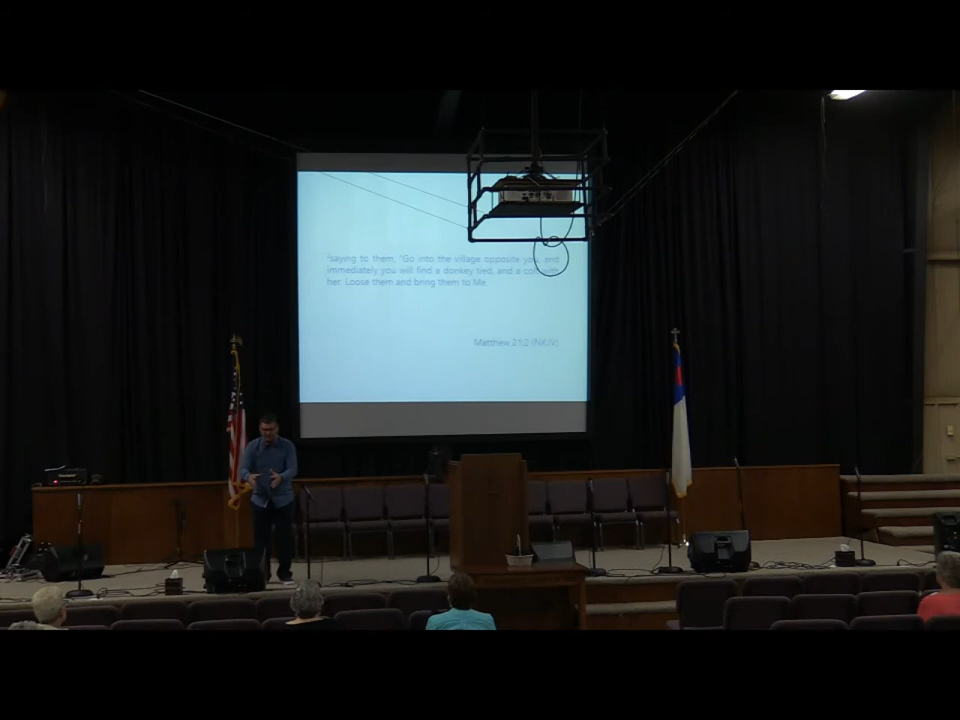 ²saying to them, "Go into the village opposite you, and
immediately you will find a donkey tied, and a colt with
her. Loose them and bring them to Me.
Matthew 21:2 (NKJV)